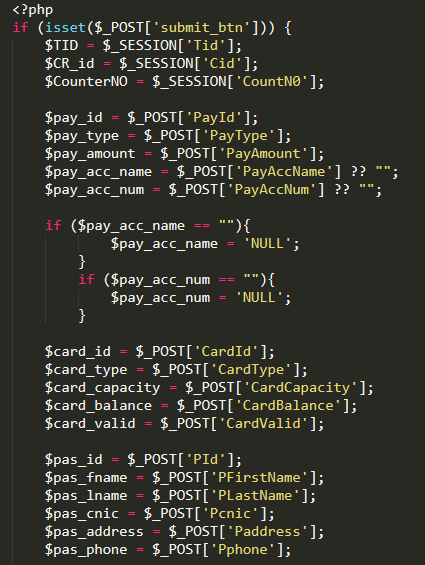 <?php
if (isset($_POST['submit_btn'])) {
$TID = $_SESSION['Tid'];
$CR_id = $_SESSION['Cid'];
$CounterNO = $_SESSION['CountN0'];
$pay_id = $_POST['PayId'];
$pay_type = $_POST['PayType'];
$pay_amount = $_POST['PayAmount'];
$pay_acc_name = $_POST['PayAccName'] ?? "";
$pay_acc_num = $_POST['PayAccNum'] ?? "";
if ($pay_acc_name == ""){
$pay_acc_name = 'NULL';
}
if ($pay_acc_num == ""){
$pay_acc_num = 'NULL';
}
$card_id = $_POST['CardId'];
$card_type = $_POST['CardType'];
$card_capacity = $_POST['CardCapacity'];
$card_balance = $_POST['CardBalance'];
$card_valid = $_POST['CardValid'];
$pas_id = $_POST['PId'];
$pas_fname = $_POST['PFirstName'];
$pas_lname = $_POST['PLastName'];
$pas_cnic = $_POST['Pcnic'];
$pas_address = $_POST['Paddress'];
$pas_phone = $_POST['Pphone'];